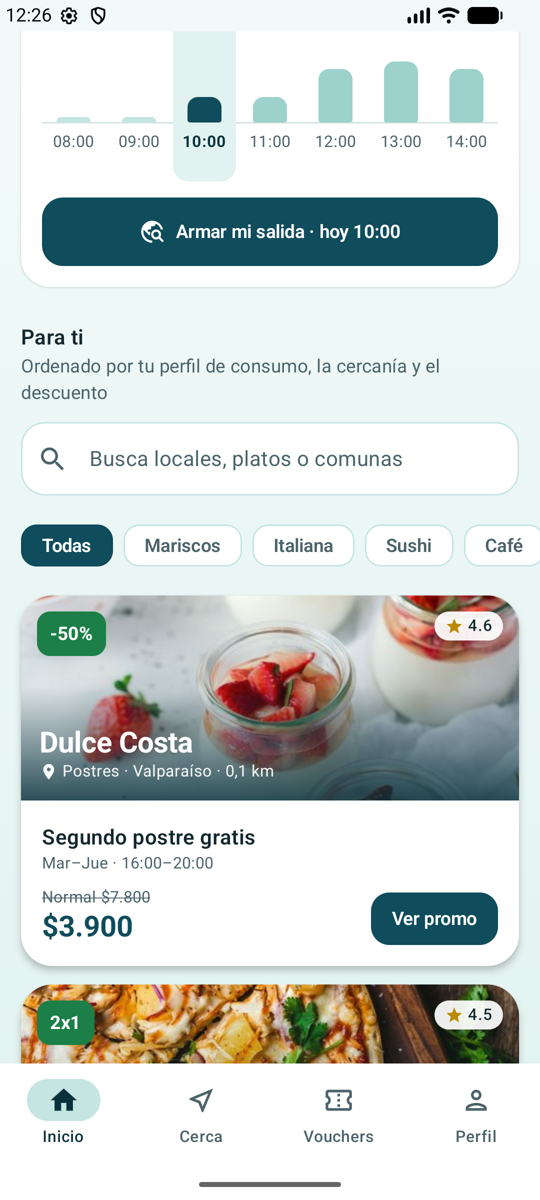 12:26
08:00 09:00 10:00 11:00 12:00 13:00 14:00
Armar mi salida · hoy 10:00
Para ti
Ordenado por tu perfil de consumo, la cercanía y el
descuento
Busca locales, platos o comunas
Todas Mariscos Italiana Sushi Café
-50% 4.6
Dulce Costa
Postres · Valparaíso · 0,1 km
Segundo postre gratis
Mar–Jue · 16:00–20:00
Normal $7.800
$3.900
Ver promo
2x1 4.5
Inicio Cerca Vouchers Perfil